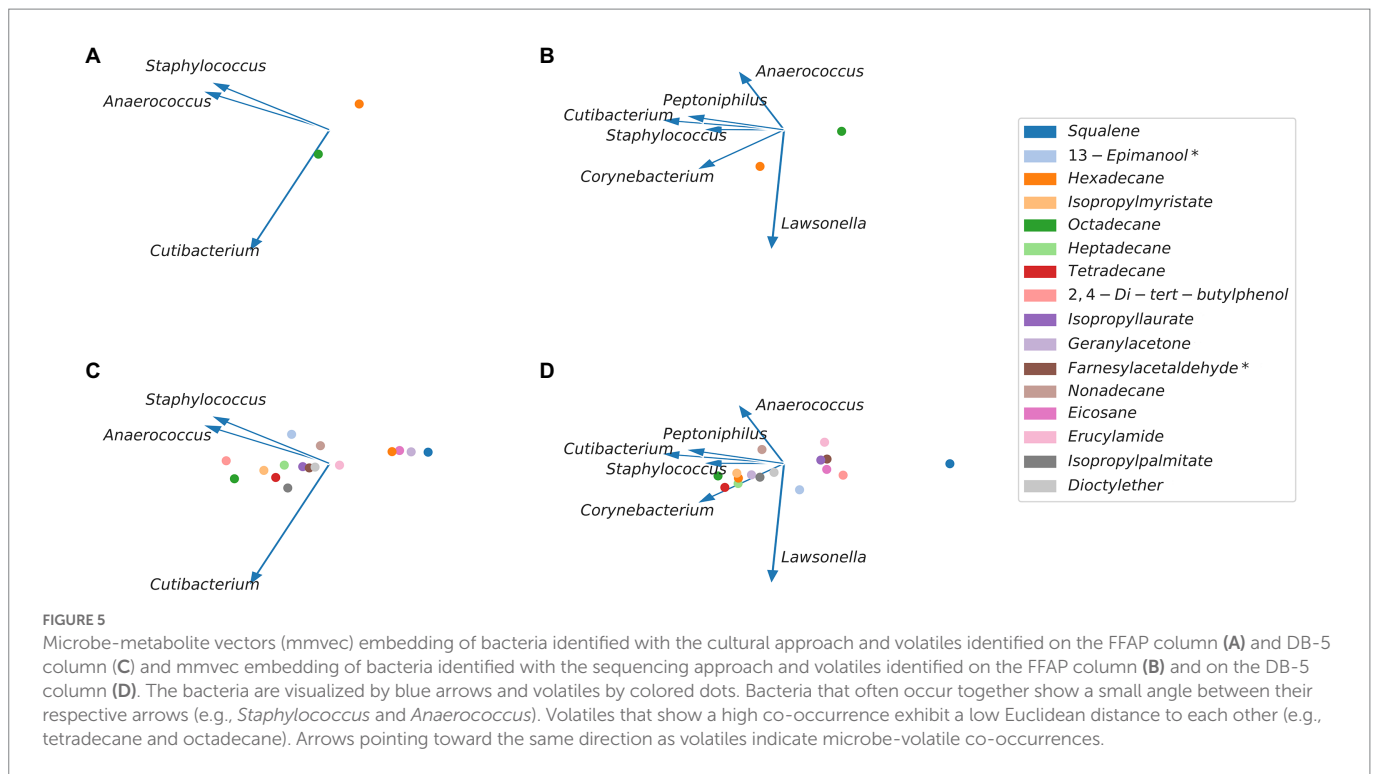 A
Staphylococcus
Anaerococcus
Cutibacterium
B
Anaerococcus
Peptoniphilus
Cutibacterium
Staphylococcus
Corynebacterium
Lawsonella
C
Staphylococcus
Anaerococcus
Cutibacterium
D
Anaerococcus
Peptoniphilus
Cutibacterium
Staphylococcus
Corynebacterium
Lawsonella
Squalene
13 − Epimanool *
Hexadecane
Isopropylmyristate
Octadecane
Heptadecane
Tetradecane
2, 4 − Di − tert − butylphenol
Isopropyllaurate
Geranylacetone
Farnesylacetaldehyde *
Nonadecane
Eicosane
Erucylamide
Isopropylpalmitate
Dioctylether
FIGURE 5
Microbe-metabolite vectors (mmvec) embedding of bacteria identified with the cultural approach and volatiles identified on the FFAP column (A) and DB-5
column (C) and mmvec embedding of bacteria identified with the sequencing approach and volatiles identified on the FFAP column (B) and on the DB-5
column (D). The bacteria are visualized by blue arrows and volatiles by colored dots. Bacteria that often occur together show a small angle between their
respective arrows (e.g., Staphylococcus and Anaerococcus). Volatiles that show a high co-occurrence exhibit a low Euclidean distance to each other (e.g.,
tetradecane and octadecane). Arrows pointing toward the same direction as volatiles indicate microbe-volatile co-occurrences.